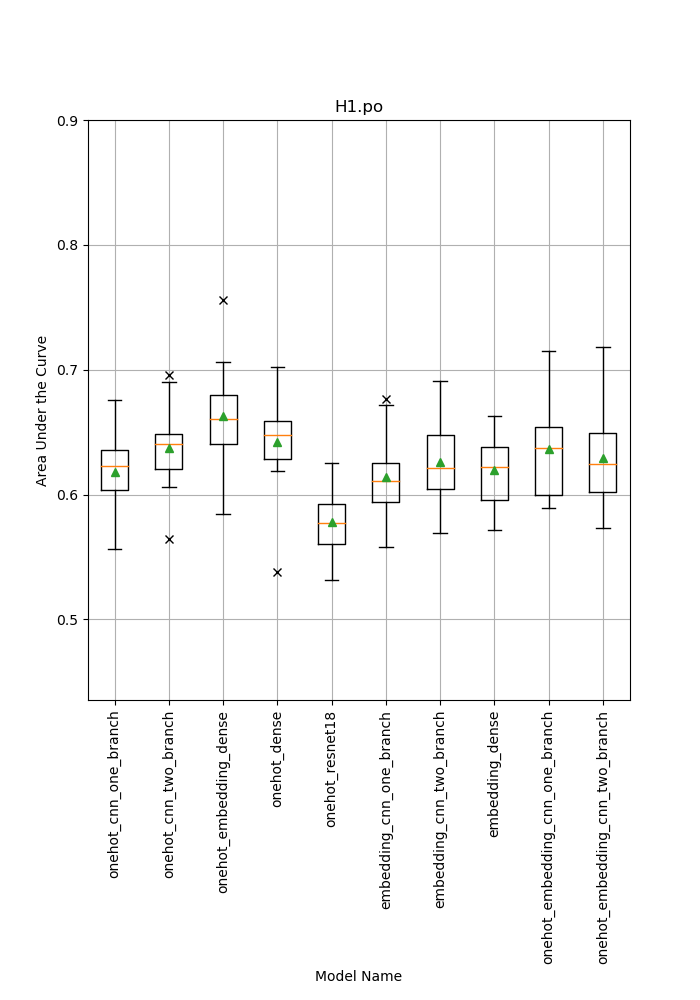 H1.po
0.9
0.8
0.7
0.6
0.5
Area Under the Curve
onehot_cnn_one_branch
onehot_cnn_two_branch
onehot_embedding_dense
onehot_dense
onehot_resnet18
embedding_cnn_one_branch
embedding_cnn_two_branch
embedding_dense
onehot_embedding_cnn_one_branch
onehot_embedding_cnn_two_branch
Model Name